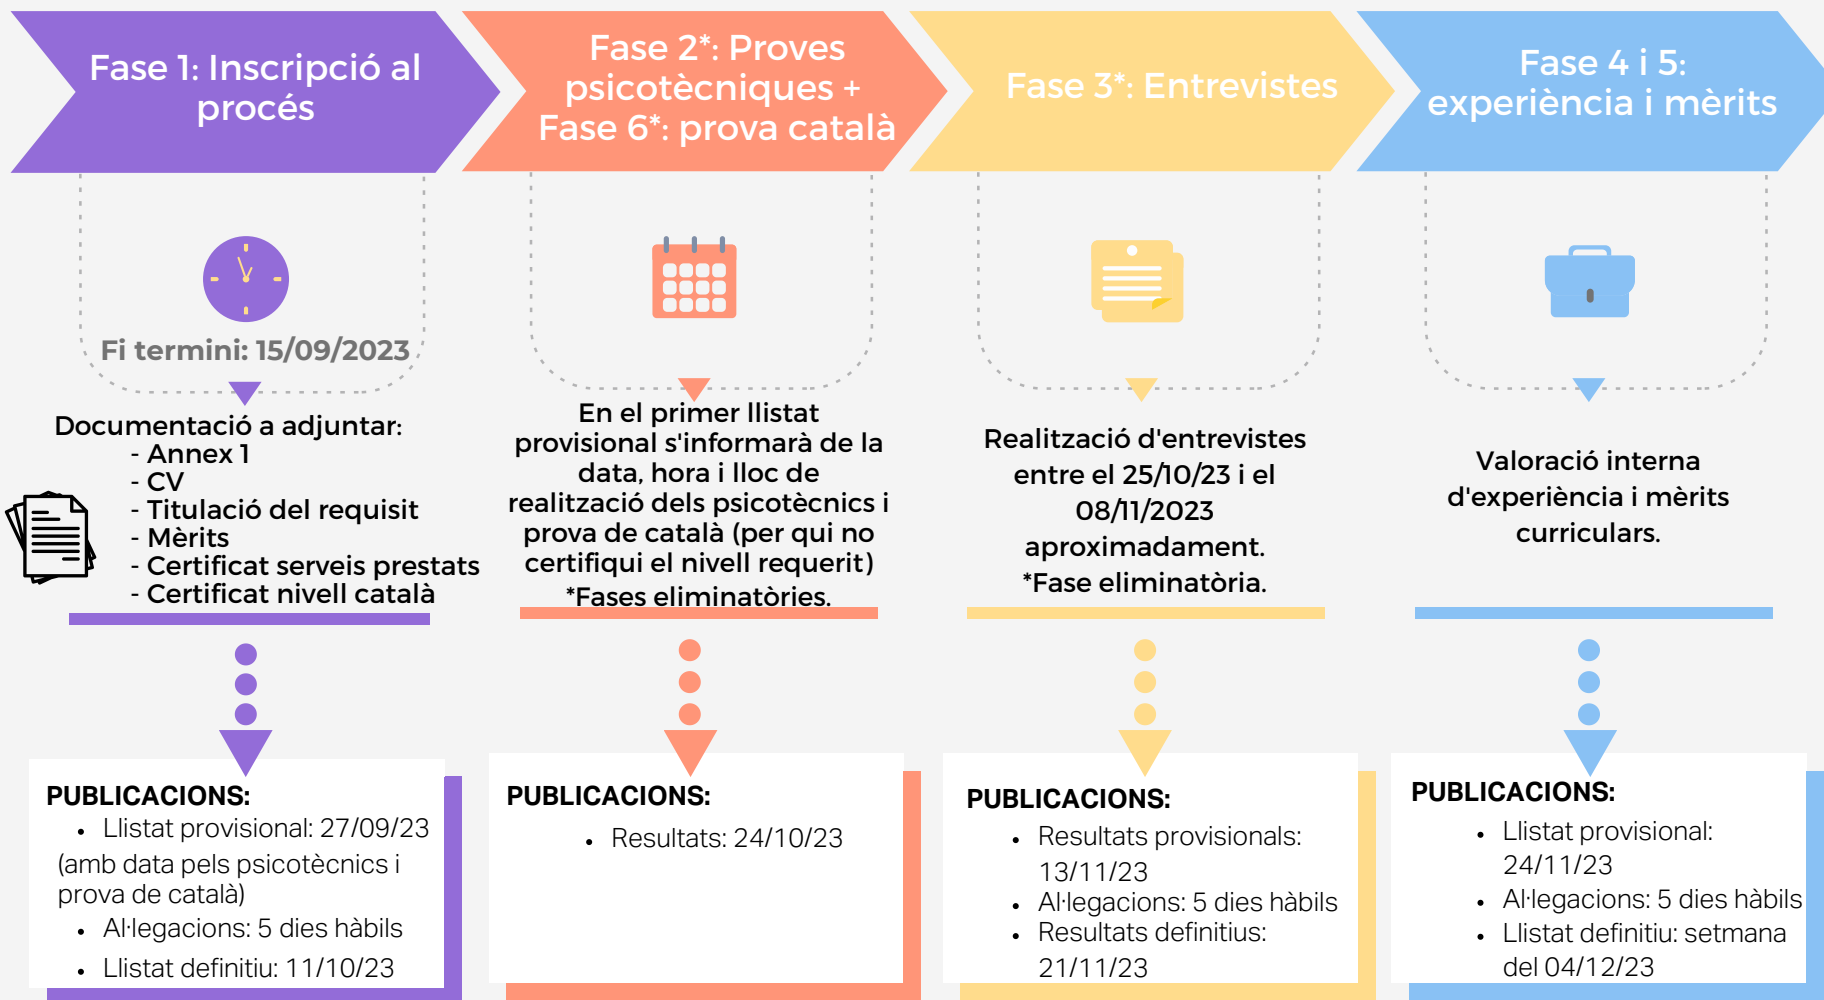 Fase 1: Inscripció al
procés
Fase 2*: Proves
psicotècniques +
Fase 6*: prova català
Fase 3*: Entrevistes
Fase 4 i 5:
experiència i mèrits
Fi termini: 15/09/2023
Documentació a adjuntar:
- Annex 1
- CV
- Titulació del requisit
- Mèrits
- Certificat serveis prestats
- Certificat nivell català
En el primer llistat
provisional s'informarà de la
data, hora i lloc de
realització dels psicotècnics i
prova de català (per qui no
certifiqui el nivell requerit)
*Fases eliminatòries.
Realització d'entrevistes
entre el 25/10/23 i el
08/11/2023
aproximadament.
*Fase eliminatòria.
Valoració interna
d'experiència i mèrits
curriculars.
PUBLICACIONS:
• Llistat provisional: 27/09/23
(amb data pels psicotècnics i
prova de català)
• Al·legacions: 5 dies hàbils
• Llistat definitiu: 11/10/23
PUBLICACIONS:
• Resultats: 24/10/23
PUBLICACIONS:
• Resultats provisionals:
13/11/23
• Al·legacions: 5 dies hàbils
• Resultats definitius:
21/11/23
PUBLICACIONS:
• Llistat provisional:
24/11/23
• Al·legacions: 5 dies hàbils
• Llistat definitiu: setmana
del 04/12/23